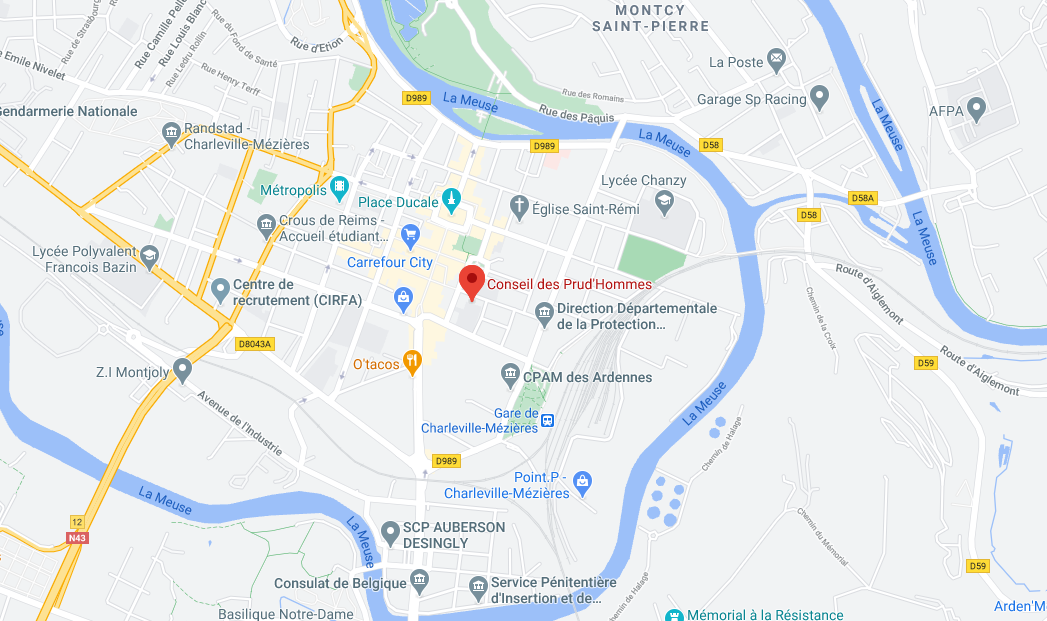 MONTCY
SAINT-PIERRE
Rue de Strasbourg
Rue Camille Pelle
Rue Louis Blanc
Rue Ledru Rollin
Rue du Fond de Santé
Rue d'Etion
Rue Henry Terff
e Emile Nivelet
La Poste
Garage Sp Racing
AFPA
Gendarmerie Nationale
D989
La Meuse
Rue des Romains
Rue des Pâquis
La Meuse
La Meuse
Randstad -
Charleville-Mézières
D989
D58
Lycée Chanzy
Métropolis
Place Ducale
Église Saint-Rémi
D58A
D58
La Meuse
Crous de Reims -
Accueil étudiant...
Lycée Polyvalent
Francois Bazin
Carrefour City
Conseil des Prud'Hommes
Centre de
recrutement (CIRFA)
Direction Départementale
de la Protection...
Route d'Aiglemont
Chemin de la Croix
D8043A
O'tacos
Z.I Montjoly
CPAM des Ardennes
D59
Route d'Aiglemont
La Meuse
Avenue de l'Industrie
Gare de
Charleville-Mézières
Chemin de Halage
D989
Point.P -
Charleville-Mézières
La Meuse
La Meuse
12
N43
SCP AUBERSON
DESINGLY
Chemin du Mémorial
D59
Consulat de Belgique
Service Pénitentière
d'Insertion et de...
Chemin de Halage
Basilique Notre-Dame
Mémorial à la Résistance
Arden'M